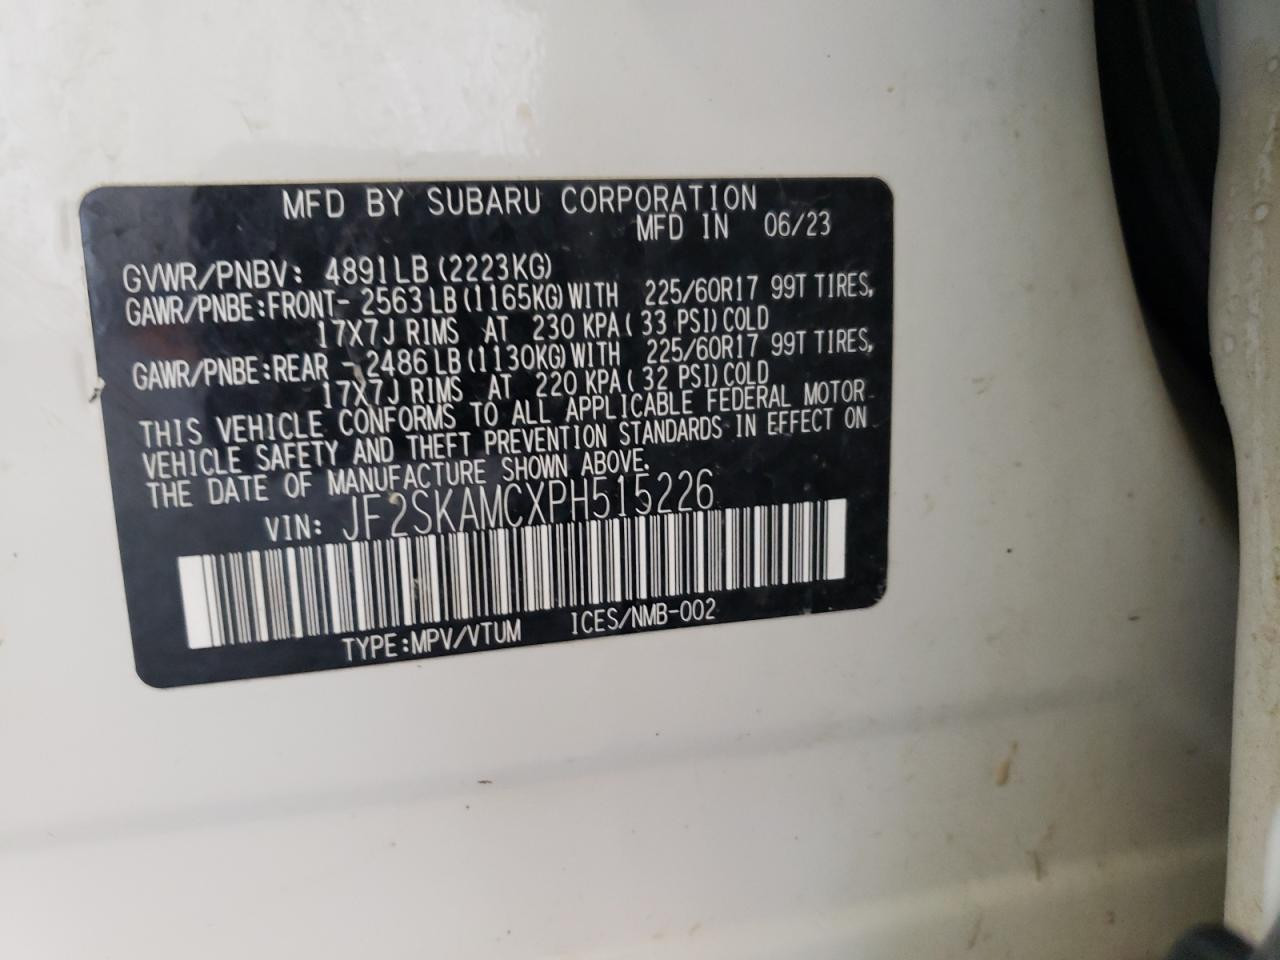 MFD BY SUBARU CORPORATION
MFD IN 06/23
GVWR/PNBV: 4891LB (2223KG)
GAWR/PNBE:FRONT- 2563 LB(1165KG)WITH 225/60R17 99T TIRES,
17X7J RIMS AT 230 KPA( 33 PSI)COLD
GAWR/PNBE:REAR -2486 LB(1130KG)WITH 225/60R17 99T TIRES,
17X7J RIMS AT 220 KPA( 32 PSI)COLD
THIS VEHICLE CONFORMS TO ALL APPLICABLE FEDERAL MOTOR
VEHICLE SAFETY AND THEFT PREVENTION STANDARDS IN EFFECT ON
THE DATE OF MANUFACTURE SHOWN ABOVE.
VIN: JF2SKAMCXPH515226
TYPE:MPV/VTUM ICES/NMB-002